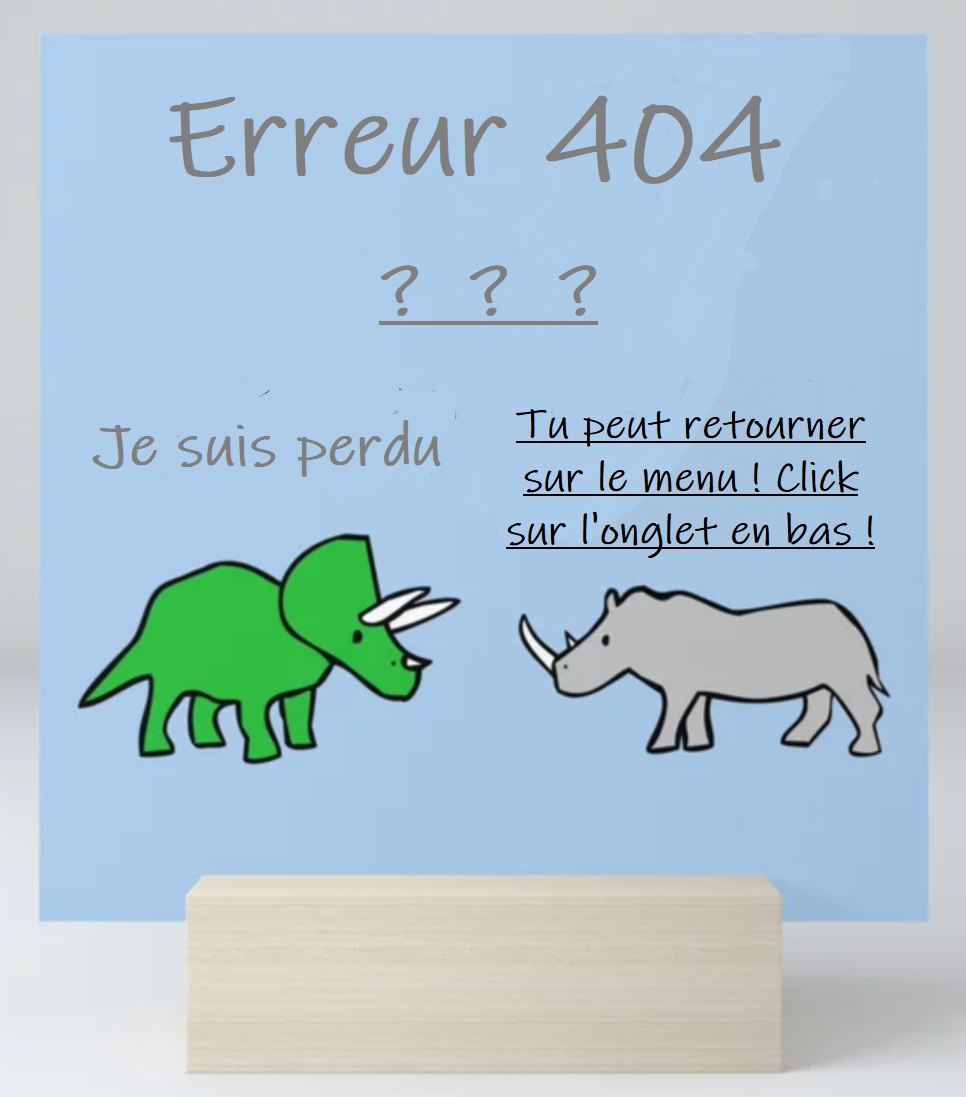 Erreur 404
? ? ?
Je suis perdu
Tu peut retourner
sur le menu ! Click
sur l'onglet en bas !